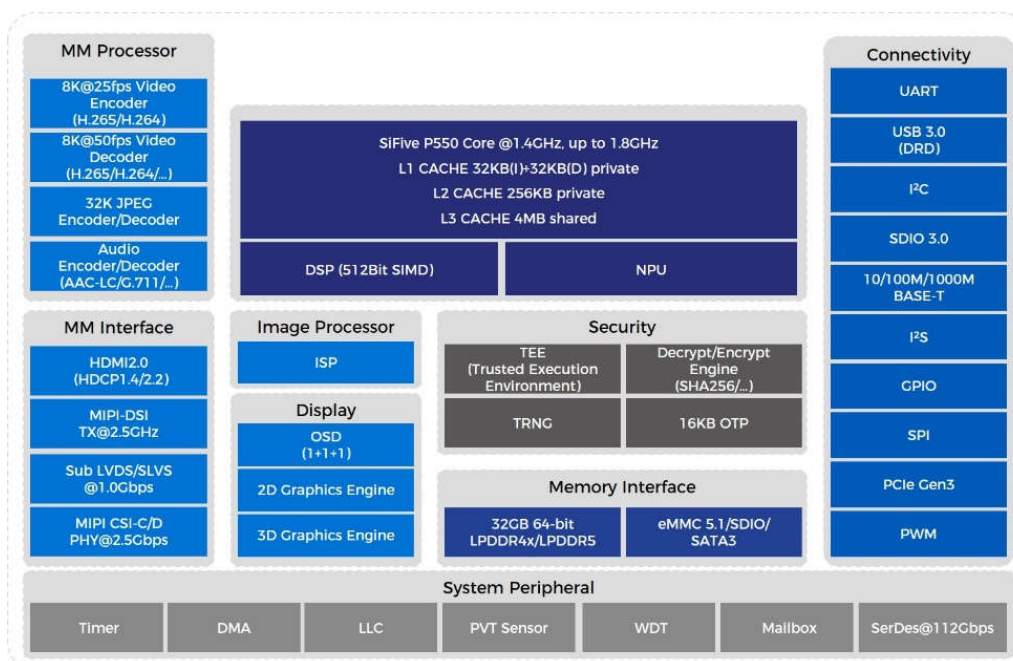 MM Processor
8K@25fps Video
Encoder
(H.265/H.264)
8K@50fps Video
Decoder
(H.265/H.264/...)
32K JPEG
Encoder/Decoder
Audio
Encoder/Decoder
(AAC-LC/G.711/...)
SiFive P550 Core @1.4GHz, up to 1.8GHz
L1 CACHE 32KB(I)+32KB(D) private
L2 CACHE 256KB private
L3 CACHE 4MB shared
DSP (512Bit SIMD)
NPU
Connectivity
UART
USB 3.0
(DRD)
I²C
SDIO 3.0
10/100M/1000M
BASE-T
I²S
GPIO
SPI
PCIe Gen3
PWM
MM Interface
HDMI2.0
(HDCP1.4/2.2)
MIPI-DSI
TX@2.5GHz
Sub LVDS/SLVS
@1.0Gbps
MIPI CSI-C/D
PHY@2.5Gbps
Image Processor
ISP
Display
OSD
(1+1+1)
2D Graphics Engine
3D Graphics Engine
Security
TEE
(Trusted Execution
Environment)
Decrypt/Encrypt
Engine
(SHA256/...)
TRNG
16KB OTP
Memory Interface
32GB 64-bit
LPDDR4x/LPDDR5
eMMC 5.1/SDIO/
SATA3
System Peripheral
Timer
DMA
LLC
PVT Sensor
WDT
Mailbox
SerDes@112Gbps